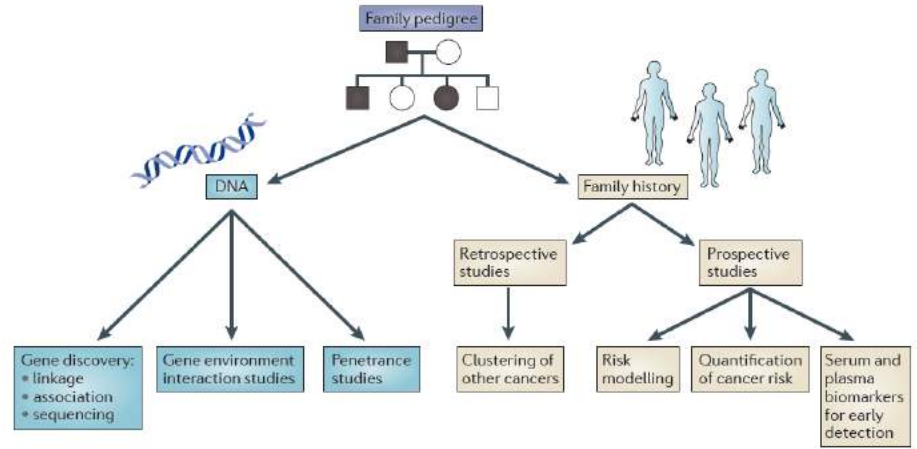 Family pedigree
DNA
Family history
Retrospective
studies
Prospective
studies
Gene discovery:
• linkage
• association
• sequencing
Gene environment
interaction studies
Penetrance
studies
Clustering of
other cancers
Risk
modelling
Quantification
of cancer risk
Serum and
plasma
biomarkers
for early
detection